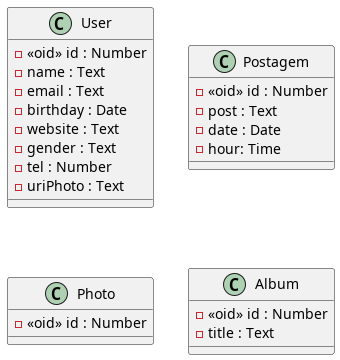 C User
«oid» id : Number
name : Text
email : Text
birthday : Date
website : Text
gender : Text
tel : Number
uriPhoto : Text
C Postagem
«oid» id : Number
post : Text
date : Date
hour: Time
C Photo
«oid» id : Number
C Album
«oid» id : Number
title : Text